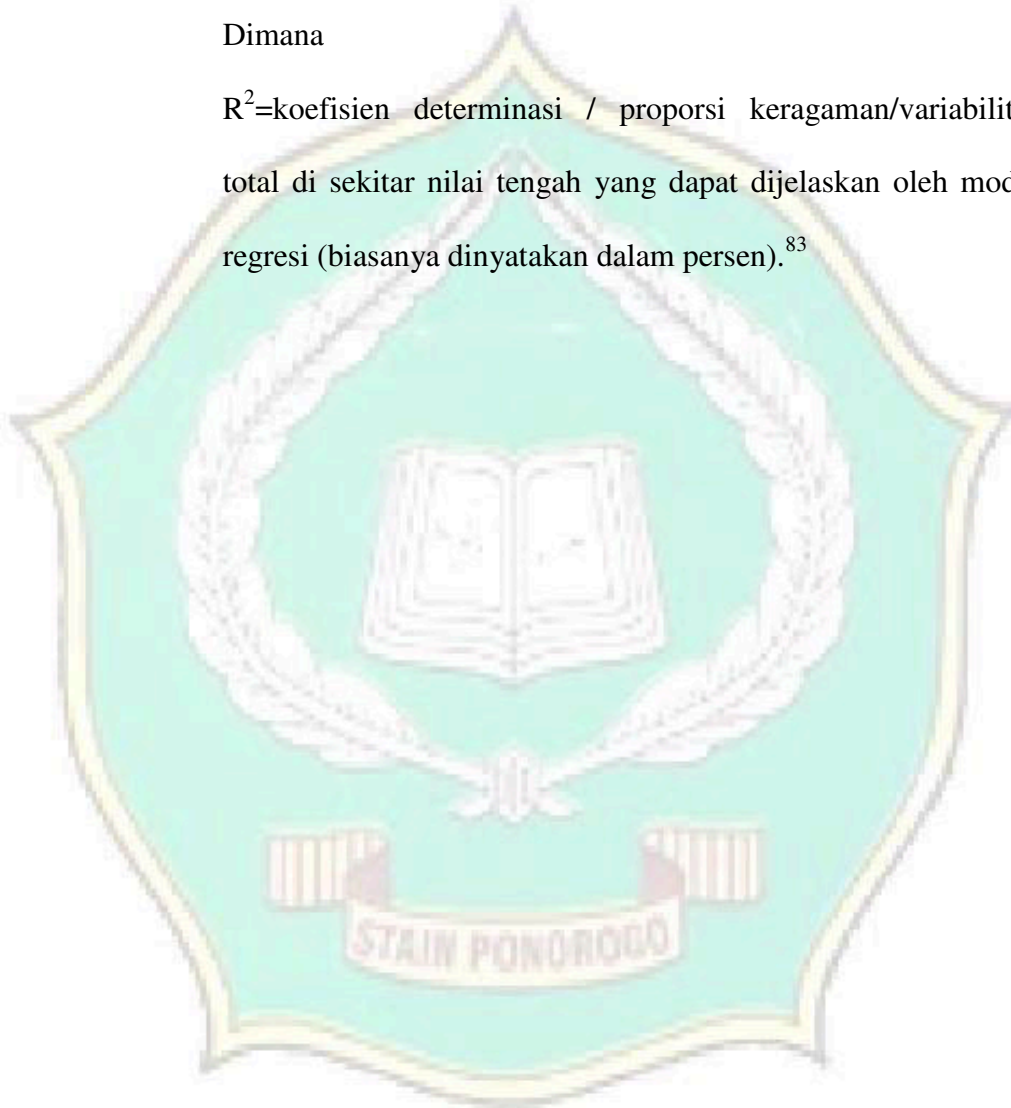 Dimana
R²=koefisien determinasi / proporsi keragaman/variabilit
total di sekitar nilai tengah yang dapat dijelaskan oleh mod
regresi (biasanya dinyatakan dalam persen).⁸³
STAIN PONOROGO